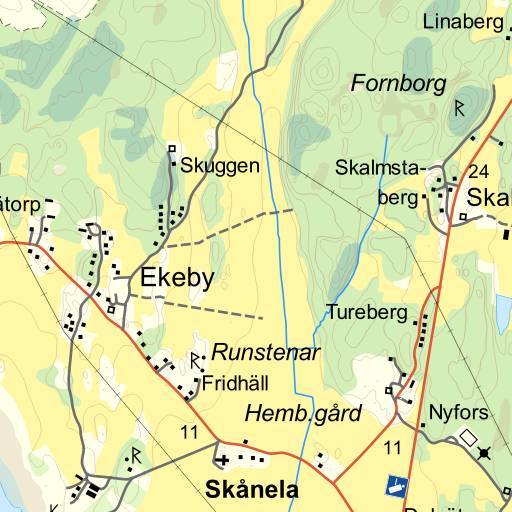 Linaberg
Fornborg
Skuggen
Skalmsta-
berg
24
Ekeby
Tureberg
Runstenar
Fridhäll
Hemb.gård
Nyfors
11
11
Skånela
K